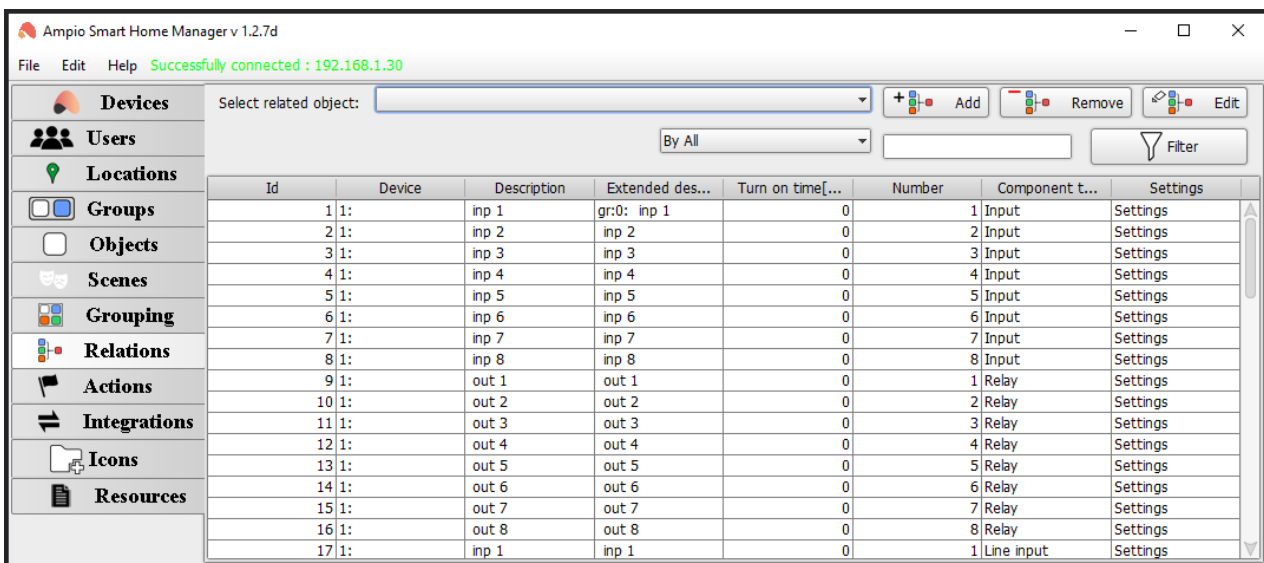 Ampio Smart Home Manager v 1.2.7d
File Edit Help Successfully connected : 192.168.1.30
Devices
Users
Locations
Groups
Objects
Scenes
Grouping
Relations
Actions
Integrations
Icons
Resources
Select related object: Add Remove Edit
By All Filter
Id Device Description Extended des... Turn on time[... Number Component t... Settings
1 1: inp 1 gr:0: inp 1 0 1 Input Settings
2 1: inp 2 inp 2 0 2 Input Settings
3 1: inp 3 inp 3 0 3 Input Settings
4 1: inp 4 inp 4 0 4 Input Settings
5 1: inp 5 inp 5 0 5 Input Settings
6 1: inp 6 inp 6 0 6 Input Settings
7 1: inp 7 inp 7 0 7 Input Settings
8 1: inp 8 inp 8 0 8 Input Settings
9 1: out 1 out 1 0 1 Relay Settings
10 1: out 2 out 2 0 2 Relay Settings
11 1: out 3 out 3 0 3 Relay Settings
12 1: out 4 out 4 0 4 Relay Settings
13 1: out 5 out 5 0 5 Relay Settings
14 1: out 6 out 6 0 6 Relay Settings
15 1: out 7 out 7 0 7 Relay Settings
16 1: out 8 out 8 0 8 Relay Settings
17 1: inp 1 inp 1 0 1 Line input Settings